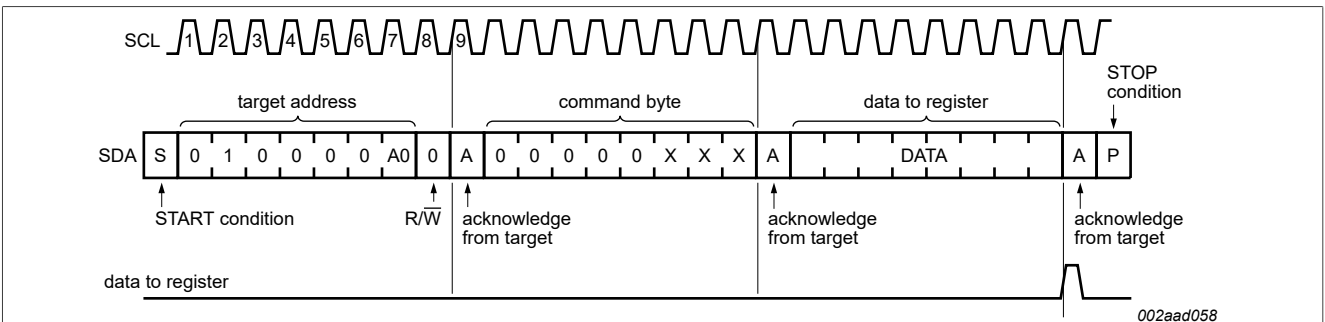 SCL 1 2 3 4 5 6 7 8 9
STOP
condition
target address command byte data to register
SDA S 0 1 0 0 0 0 A0 0 A 0 0 0 0 0 X X X A DATA A P
START condition R/W̅ acknowledge acknowledge acknowledge
from target from target from target
data to register
002aad058